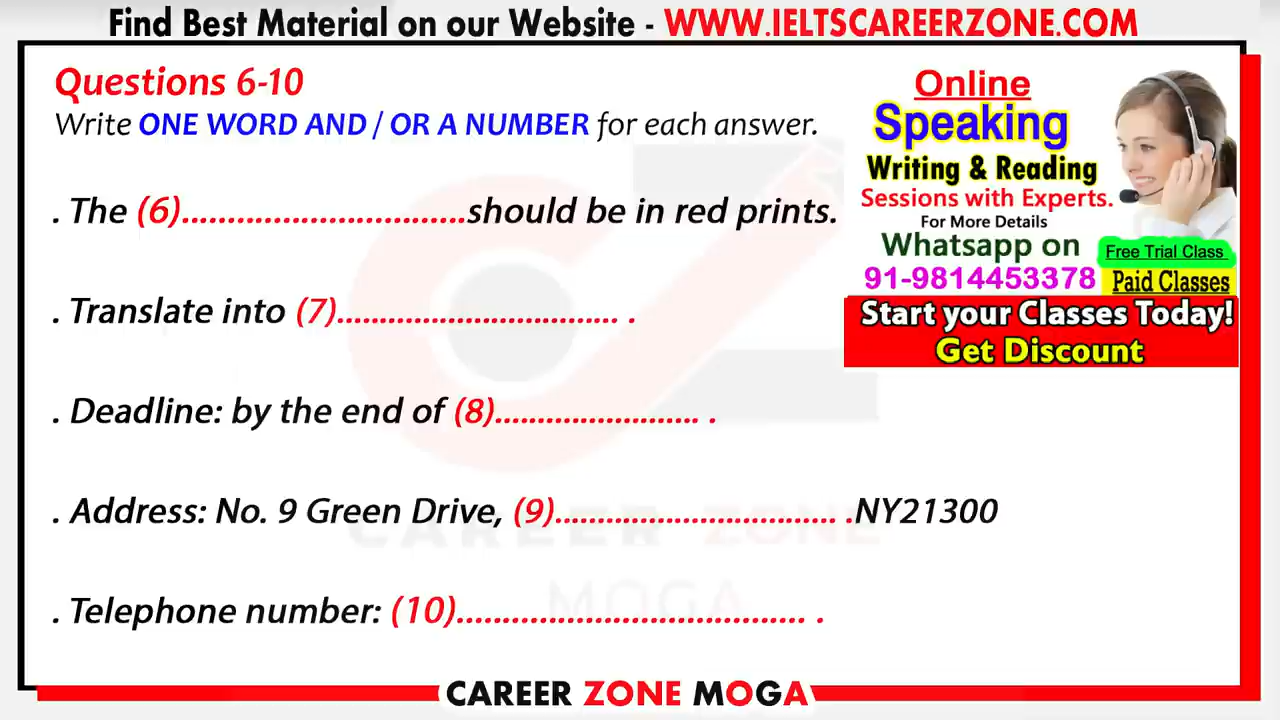 Find Best Material on our Website - WWW.IELTSCAREERZONE.COM
Questions 6-10
Write ONE WORD AND / OR A NUMBER for each answer.
. The (6)...............................should be in red prints.
. Translate into (7)............................... .
. Deadline: by the end of (8)........................ .
. Address: No. 9 Green Drive, (9)............................... .NY21300
. Telephone number: (10)...................................... .
Online
Speaking
Writing & Reading
Sessions with Experts.
For More Details
Whatsapp on
91-9814453378
Free Trial Class
Paid Classes
Start your Classes Today!
Get Discount
CAREER ZONE
MOGA
CAREER ZONE MOGA